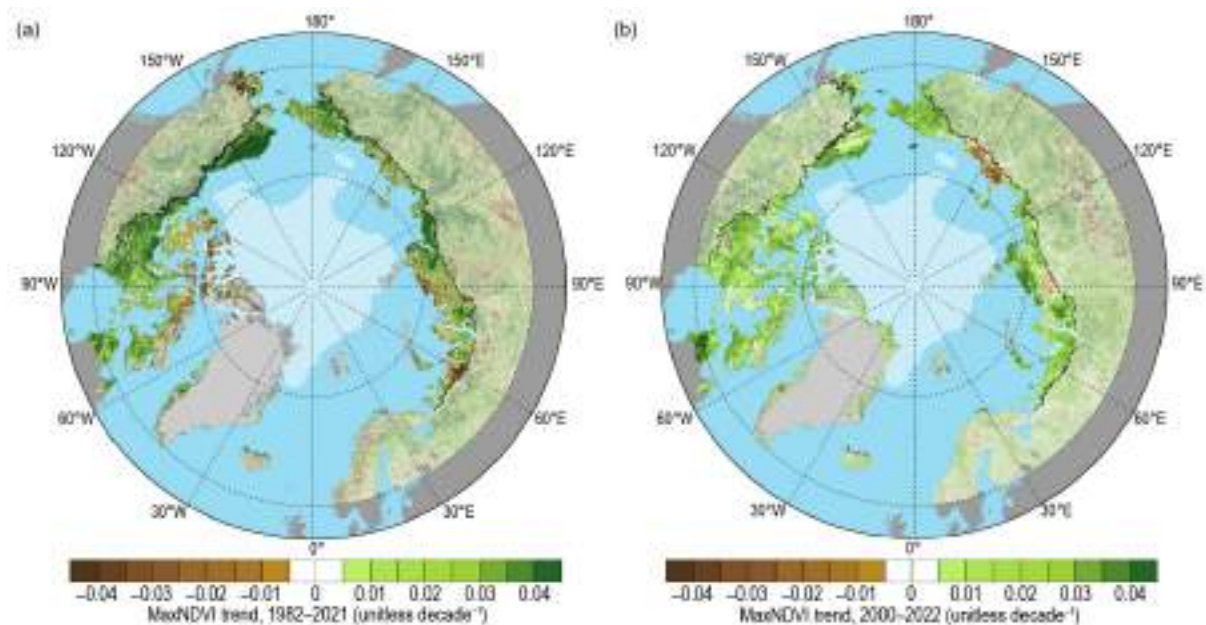 (a)
180°
150°W
150°E
120°W
120°E
90°W
90°E
60°W
60°E
30°W
30°E
0°
−0.04 −0.03 −0.02 −0.01 0 0.01 0.02 0.03 0.04
MaxNDVI trend, 1982–2021 (unitless decade⁻¹)
(b)
180°
150°W
150°E
120°W
120°E
90°W
90°E
60°W
60°E
30°W
30°E
0°
−0.04 −0.03 −0.02 −0.01 0 0.01 0.02 0.03 0.04
MaxNDVI trend, 2000–2022 (unitless decade⁻¹)